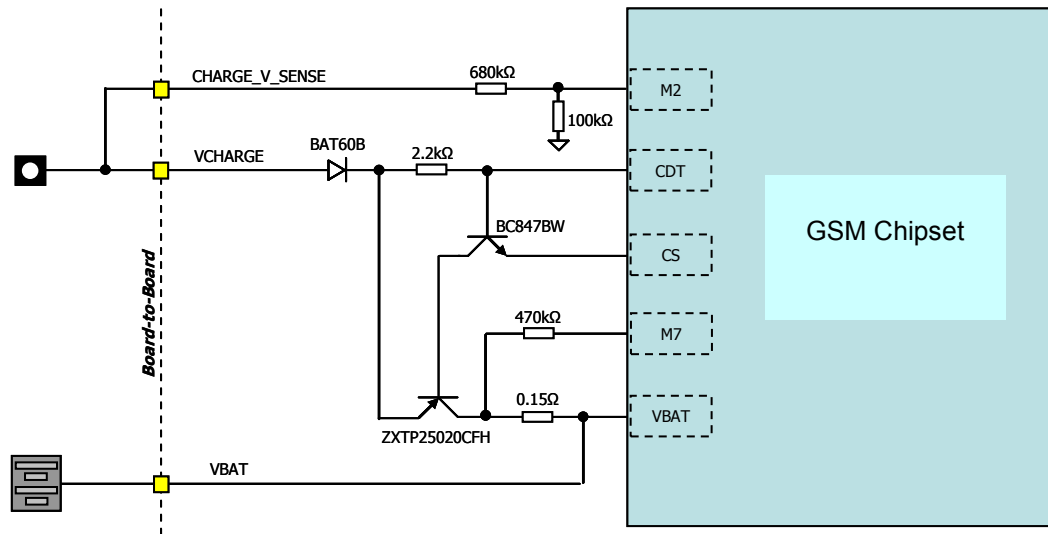 CHARGE_V_SENSE
680kΩ
M2
100kΩ
BAT60B
VCHARGE
2.2kΩ
CDT
GSM Chipset
BC847BW
CS
Board-to-Board
470kΩ
M7
0.15Ω
VBAT
ZXTP25020CFH
VBAT